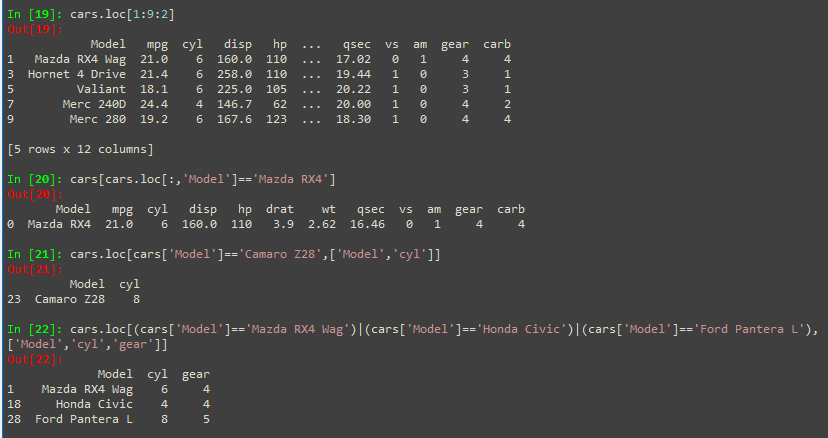 In [19]: cars.loc[1:9:2]
Out[19]:
Model mpg cyl disp hp ... qsec vs am gear carb
1 Mazda RX4 Wag 21.0 6 160.0 110 ... 17.02 0 1 4 4
3 Hornet 4 Drive 21.4 6 258.0 110 ... 19.44 1 0 3 1
5 Valiant 18.1 6 225.0 105 ... 20.22 1 0 3 1
7 Merc 240D 24.4 4 146.7 62 ... 20.00 1 0 4 2
9 Merc 280 19.2 6 167.6 123 ... 18.30 1 0 4 4
[5 rows x 12 columns]
In [20]: cars[cars.loc[:,'Model']=='Mazda RX4']
Out[20]:
Model mpg cyl disp hp drat wt qsec vs am gear carb
0 Mazda RX4 21.0 6 160.0 110 3.9 2.62 16.46 0 1 4 4
In [21]: cars.loc[cars['Model']=='Camaro Z28',['Model','cyl']]
Out[21]:
Model cyl
23 Camaro Z28 8
In [22]: cars.loc[(cars['Model']=='Mazda RX4 Wag')|(cars['Model']=='Honda Civic')|(cars['Model']=='Ford Pantera L'),
['Model','cyl','gear']]
Out[22]:
Model cyl gear
1 Mazda RX4 Wag 6 4
18 Honda Civic 4 4
28 Ford Pantera L 8 5